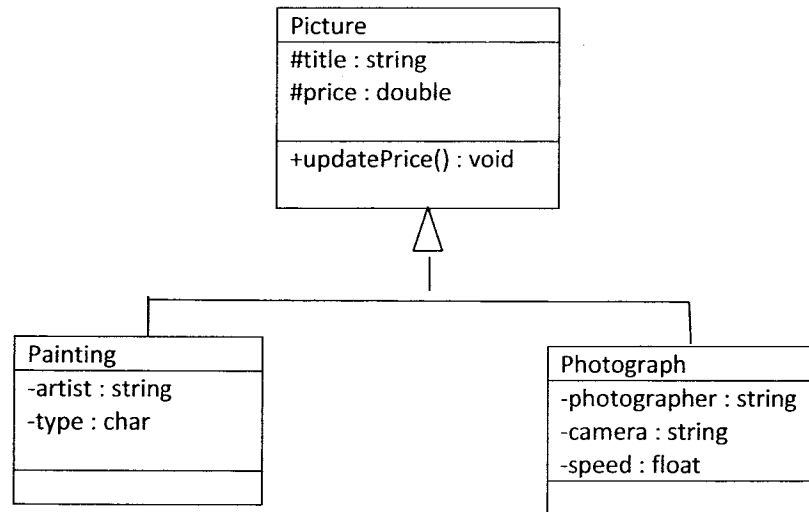 Picture
#title : string
#price : double
+updatePrice() : void
Painting
-artist : string
-type : char
Photograph
-photographer : string
-camera : string
-speed : float